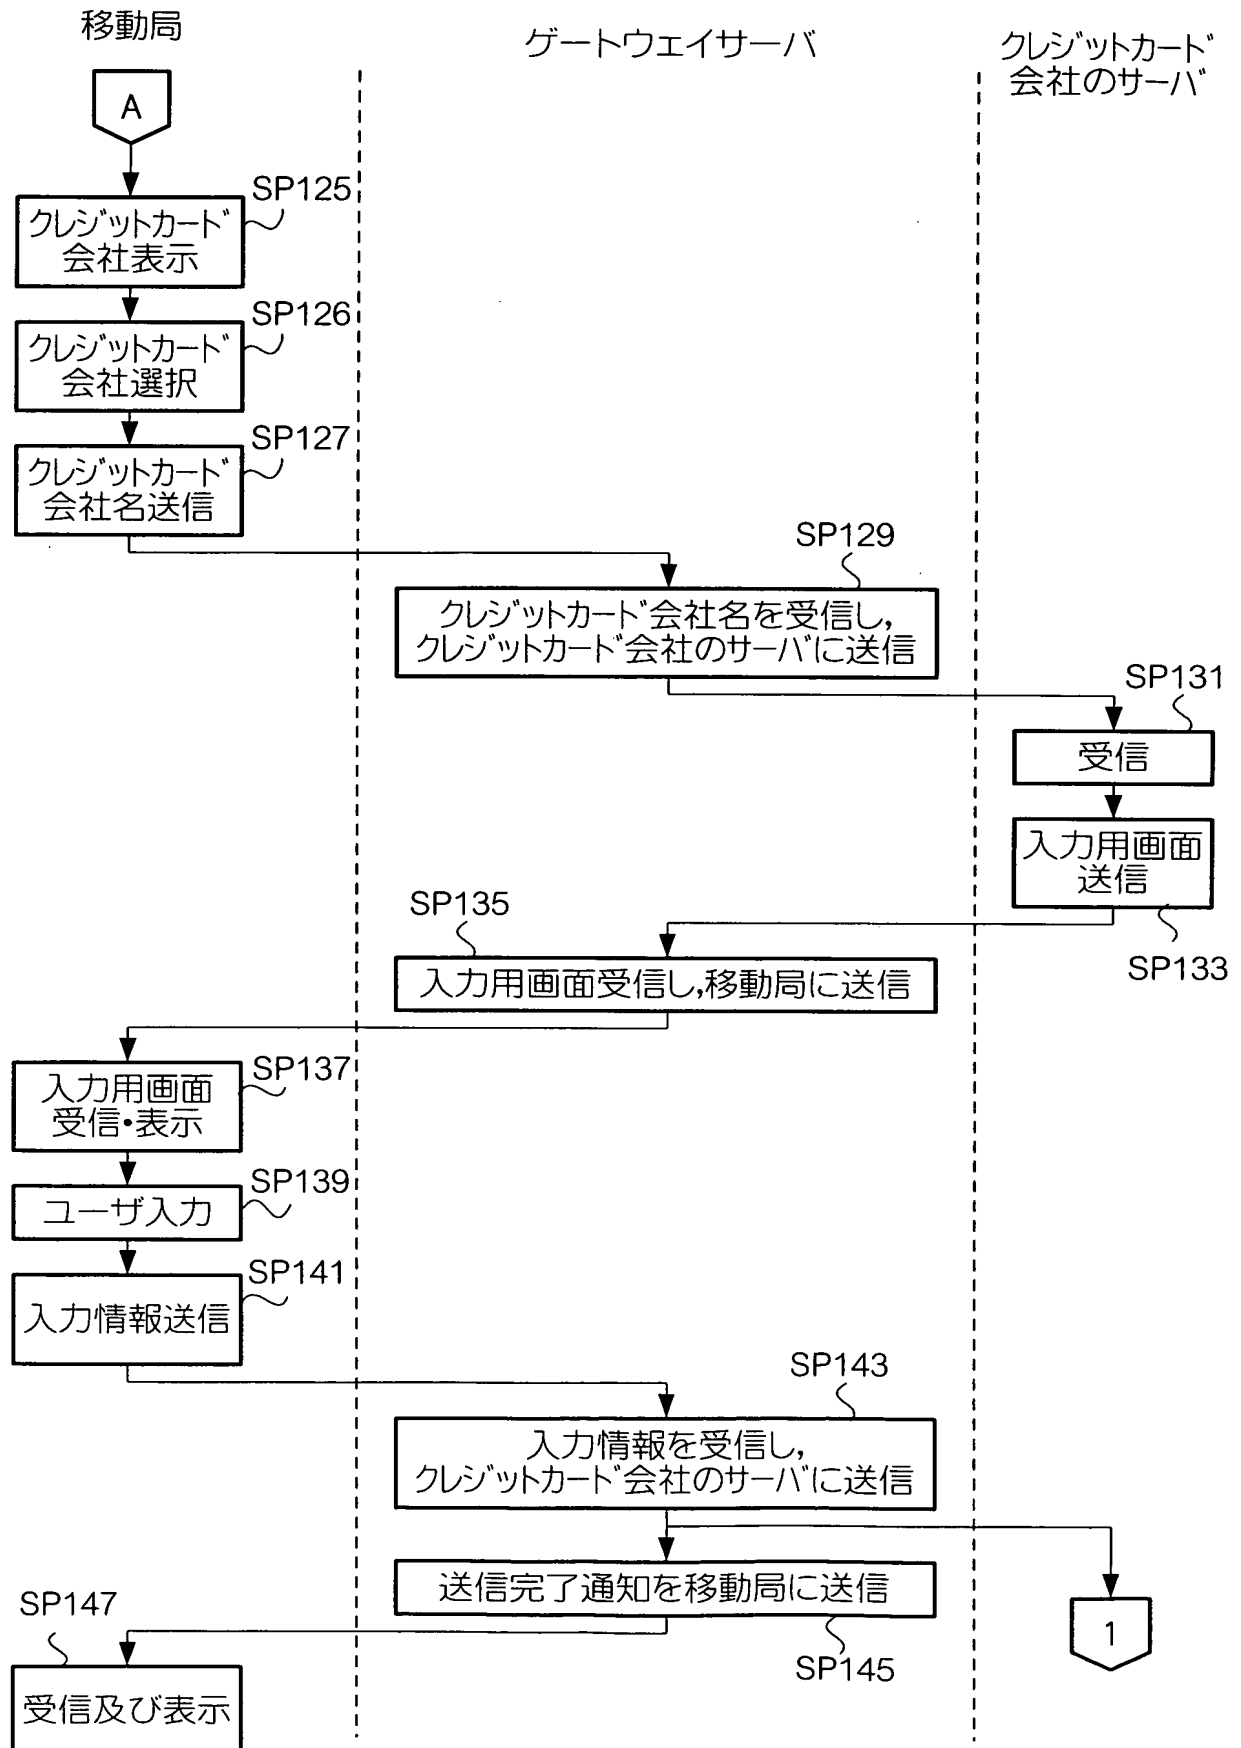 移動局
ゲートウェイサーバ
クレジットカード
会社のサーバ
A
SP125
クレジットカード
会社表示
SP126
クレジットカード
会社選択
SP127
クレジットカード
会社名送信
SP129
クレジットカード会社名を受信し,
クレジットカード会社のサーバに送信
SP131
受信
入力用画面
送信
SP133
SP135
入力用画面受信し,移動局に送信
SP137
入力用画面
受信・表示
SP139
ユーザ入力
SP141
入力情報送信
SP143
入力情報を受信し,
クレジットカード会社のサーバに送信
送信完了通知を移動局に送信
SP145
1
SP147
受信及び表示